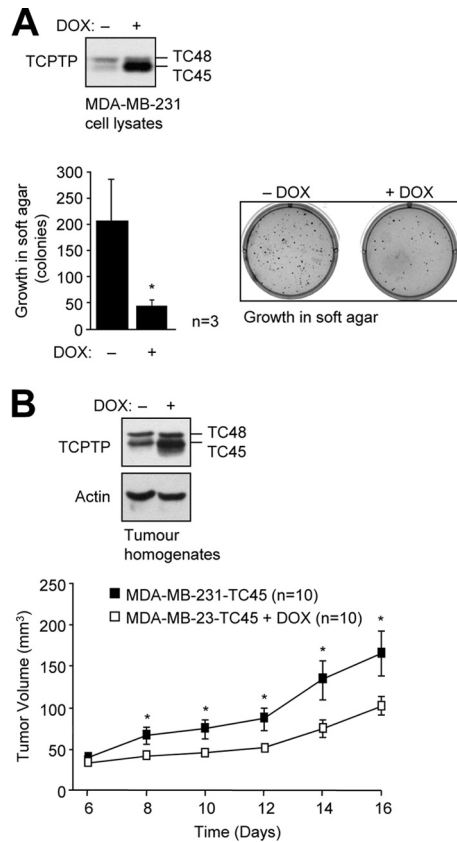 A
DOX: – +
TCPTP
TC48
TC45
MDA-MB-231
cell lysates
Growth in soft agar
(colonies)
300
250
200
150
100
50
0
*
n=3
DOX: – +
– DOX + DOX
Growth in soft agar
B
DOX: – +
TCPTP
TC48
TC45
Actin
Tumour
homogenates
Tumor Volume (mm³)
250
200
150
100
50
0
MDA-MB-231-TC45 (n=10)
MDA-MB-23-TC45 + DOX (n=10)
* * * * *
6 8 10 12 14 16
Time (Days)